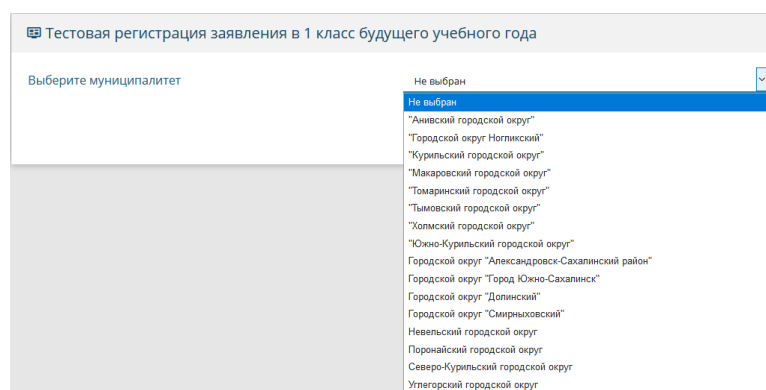 Тестовая регистрация заявления в 1 класс будущего учебного года
Выберите муниципалитет Не выбран
Не выбран
"Анивский городской округ"
"Городской округ Ногликский"
"Курильский городской округ"
"Макаровский городской округ"
"Томаринский городской округ"
"Тымовский городской округ"
"Холмский городской округ"
"Южно-Курильский городской округ"
Городской округ "Александровск-Сахалинский район"
Городской округ "Город Южно-Сахалинск"
Городской округ "Долинский"
Городской округ "Смирныховский"
Невельский городской округ
Поронайский городской округ
Северо-Курильский городской округ
Углегорский городской округ